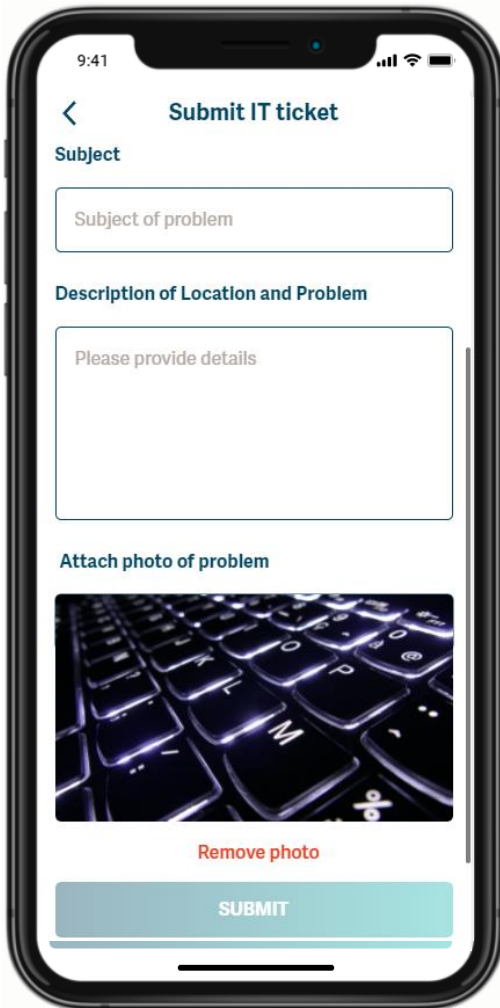 9:41
Submit IT ticket
Subject
Subject of problem
Description of Location and Problem
Please provide details
Attach photo of problem
K
L
M
O
P
%
@
Remove photo
SUBMIT